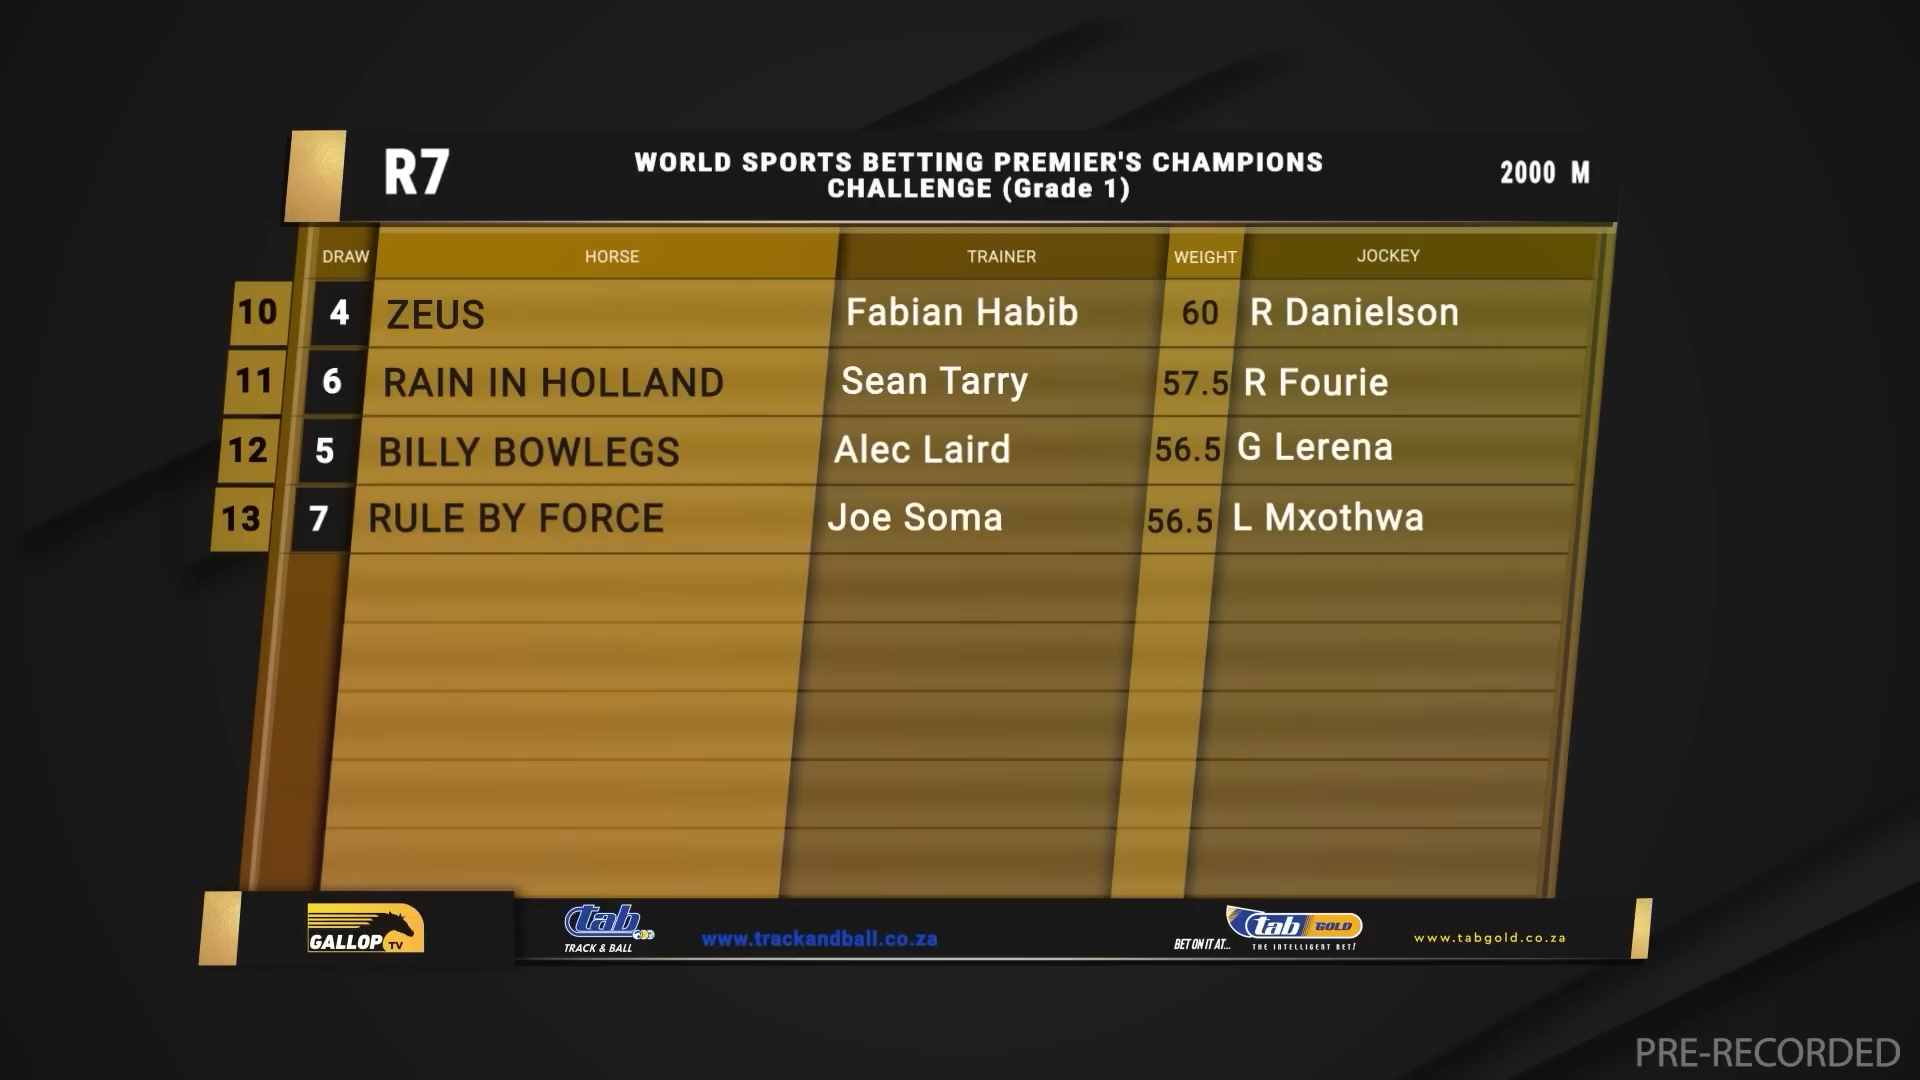 R7
WORLD SPORTS BETTING PREMIER'S CHAMPIONS
CHALLENGE (Grade 1)
2000 M
DRAW HORSE TRAINER WEIGHT JOCKEY
10 4 ZEUS Fabian Habib 60 R Danielson
11 6 RAIN IN HOLLAND Sean Tarry 57.5 R Fourie
12 5 BILLY BOWLEGS Alec Laird 56.5 G Lerena
13 7 RULE BY FORCE Joe Soma 56.5 L Mxothwa
GALLOP TV
tab
TRACK & BALL
www.trackandball.co.za
BET ON IT AT...
tab GOLD
THE INTELLIGENT BET!
www.tabgold.co.za
PRE-RECORDED